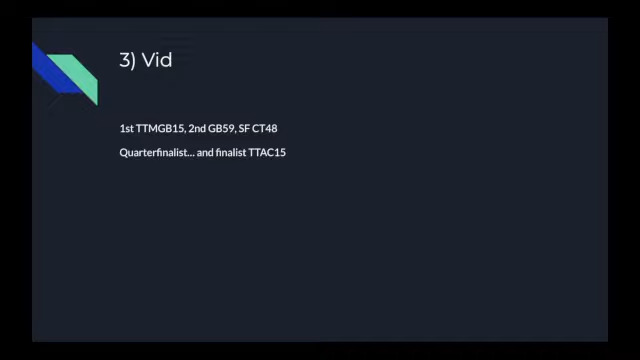 3) Vid
1st TTMGB15, 2nd GB59, SF CT48
Quarterfinalist... and finalist TTAC15